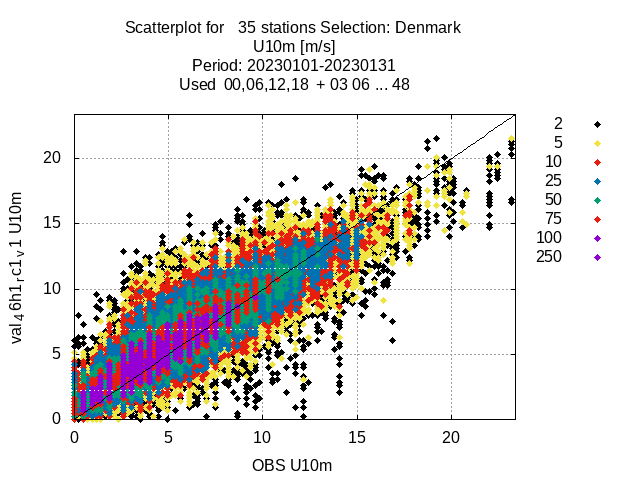 Scatterplot for 35 stations Selection: Denmark
U10m [m/s]
Period: 20230101-20230131
Used 00,06,12,18 + 03 06 ... 48
2
5
10
25
50
75
100
250
20
15
10
5
0
0 5 10 15 20
val₄6h1ᵣc1ᵥ1 U10m
OBS U10m